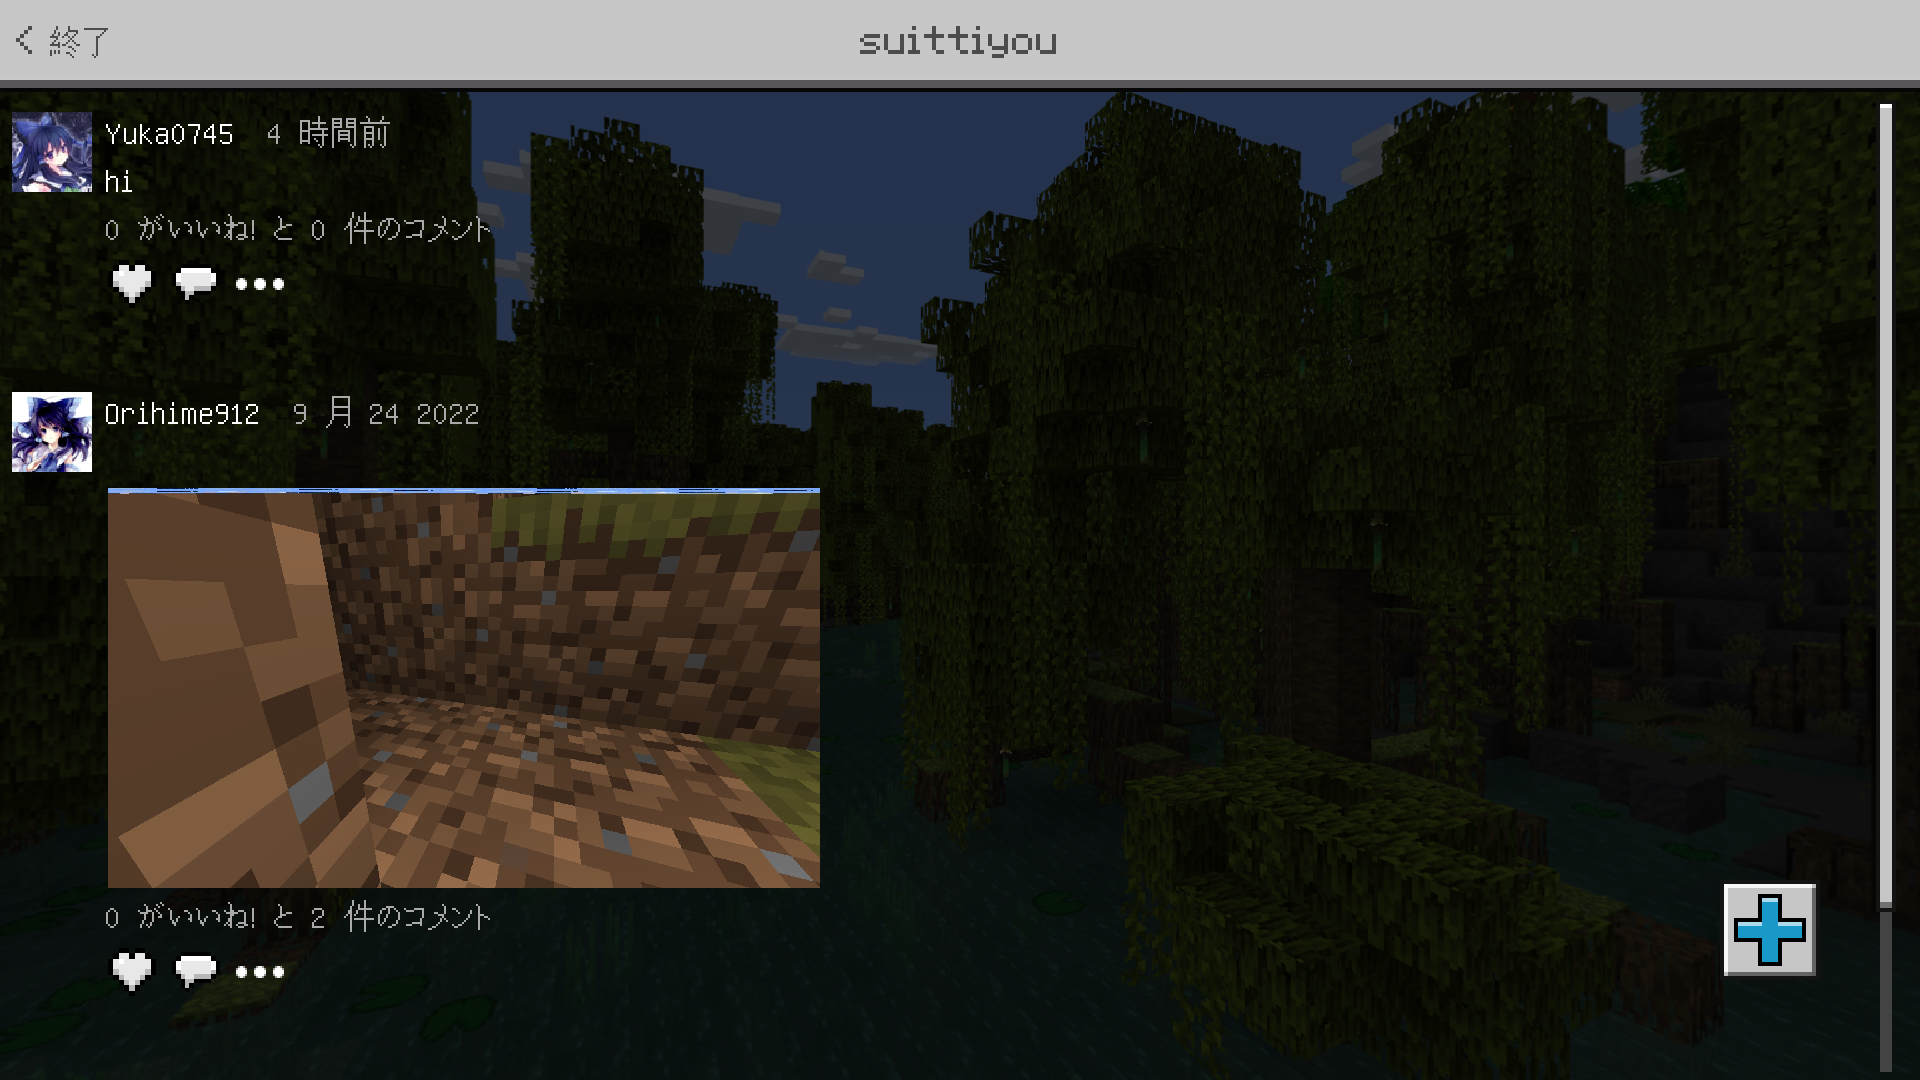 終了
suittiyou
Yuka0745 4 時間前
hi
0 がいいね! と 0 件のコメント
Orihime912 9 月 24 2022
0 がいいね! と 2 件のコメント